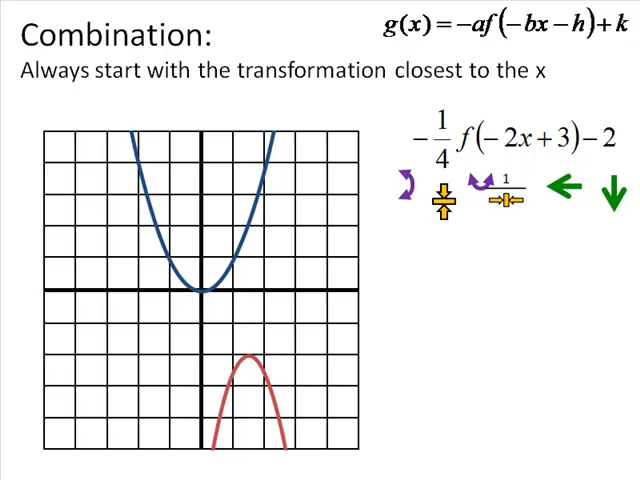 Combination:
g(x) = −af(−bx − h) + k
Always start with the transformation closest to the x
− 1/4 f(− 2x + 3) − 2
1